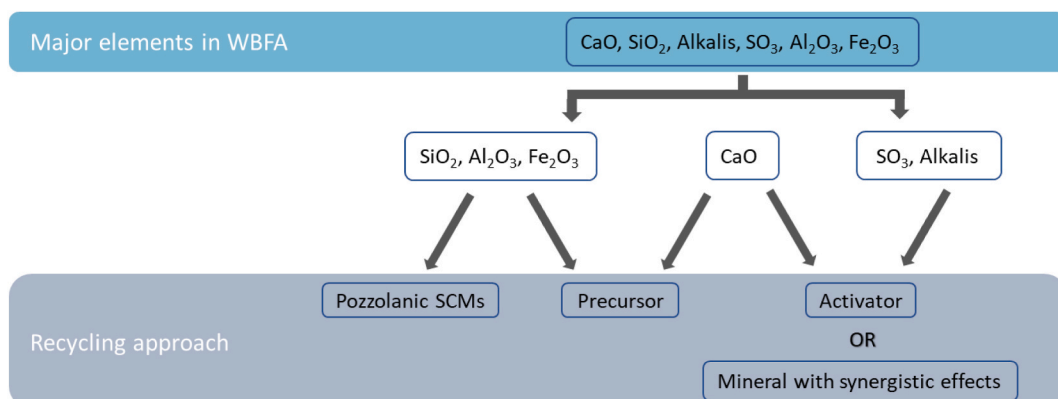 Major elements in WBFA
CaO, SiO₂, Alkalis, SO₃, Al₂O₃, Fe₂O₃
SiO₂, Al₂O₃, Fe₂O₃
CaO
SO₃, Alkalis
Pozzolanic SCMs
Precursor
Activator
Recycling approach
OR
Mineral with synergistic effects